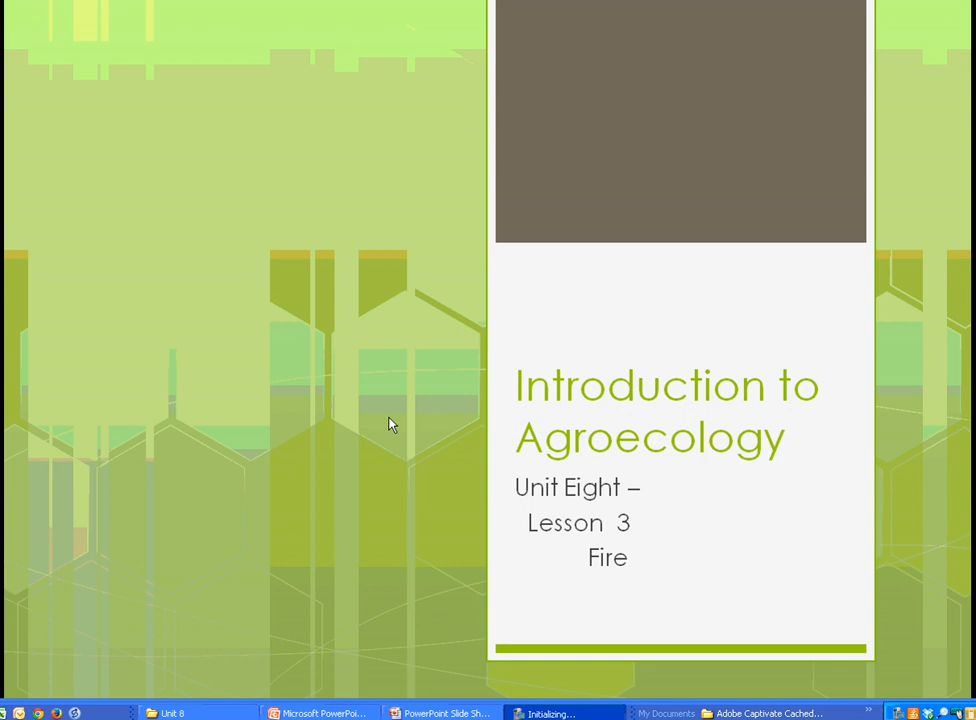 Introduction to
Agroecology
Unit Eight –
Lesson 3
Fire
Unit 8
Microsoft PowerPoi...
PowerPoint Slide Sh...
Initializing...
My Documents
Adobe Captivate Cached...